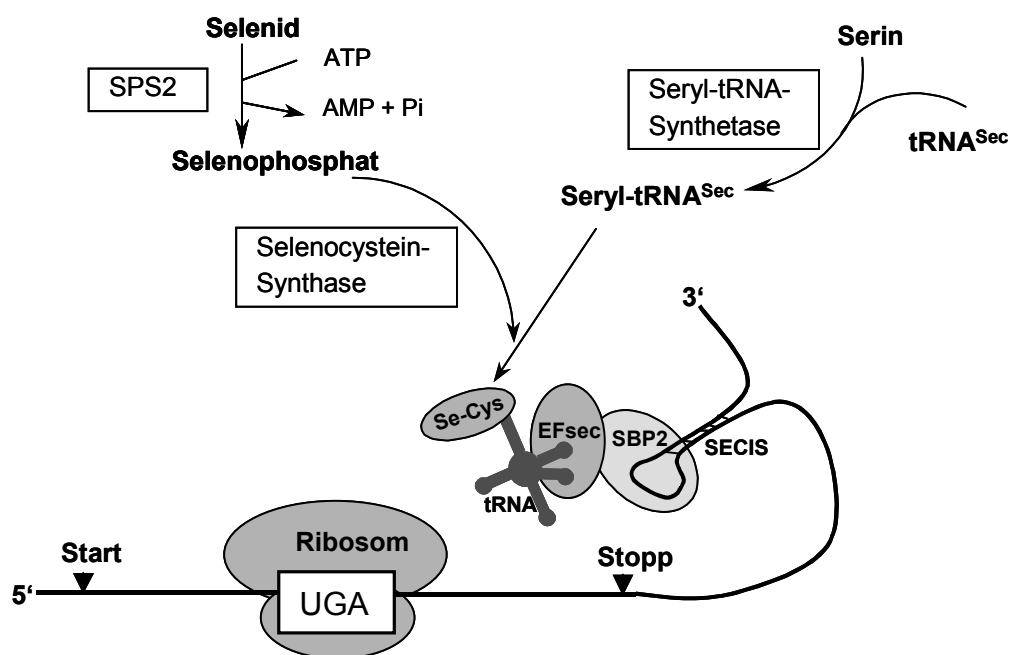 Selenid
ATP
SPS2
AMP + Pi
Selenophosphat
Serin
Seryl-tRNA-
Synthetase
tRNASec
Seryl-tRNASec
Selenocystein-
Synthase
3‘
Se-Cys
EFsec
SBP2
SECIS
tRNA
Start
Ribosom
Stopp
5‘
UGA